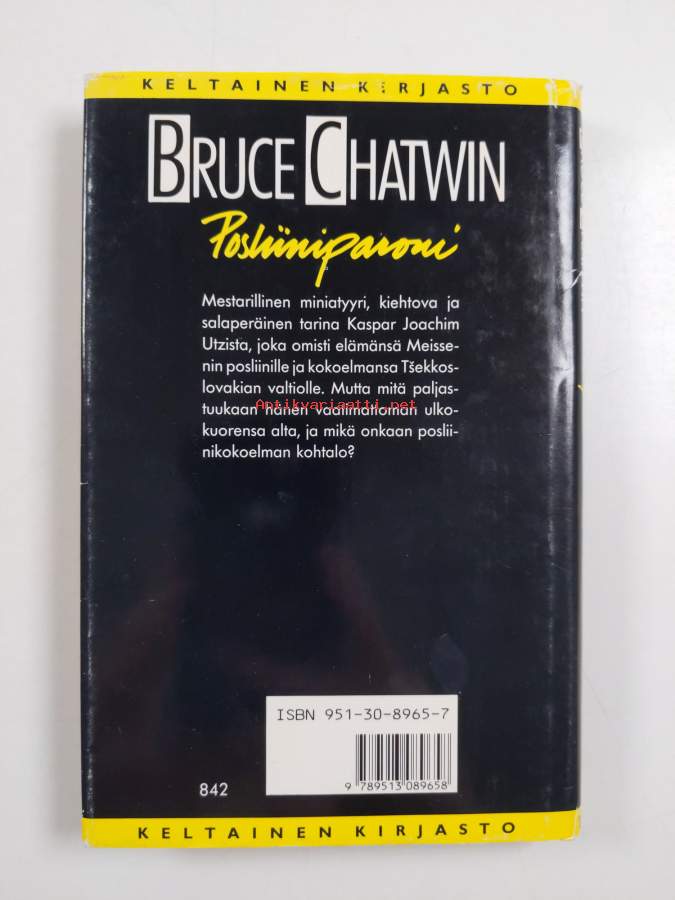 KELTAINEN KIRJASTO
BRUCE CHATWIN
Posliiniparoni
Mestarillinen miniatyyri, kiehtova ja
salaperäinen tarina Kaspar Joachim
Utzista, joka omisti elämänsä Meisse-
nin posliinille ja kokoelmansa Tšekkos-
lovakian valtiolle. Mutta mitä paljas-
Antikvariaatti.net
tuukaan hänen vaatimattoman ulko-
kuorensa alta, ja mikä onkaan poslii-
nikokoelman kohtalo?
ISBN 951-30-8965-7
9 789513 089658
842
KELTAINEN KIRJASTO